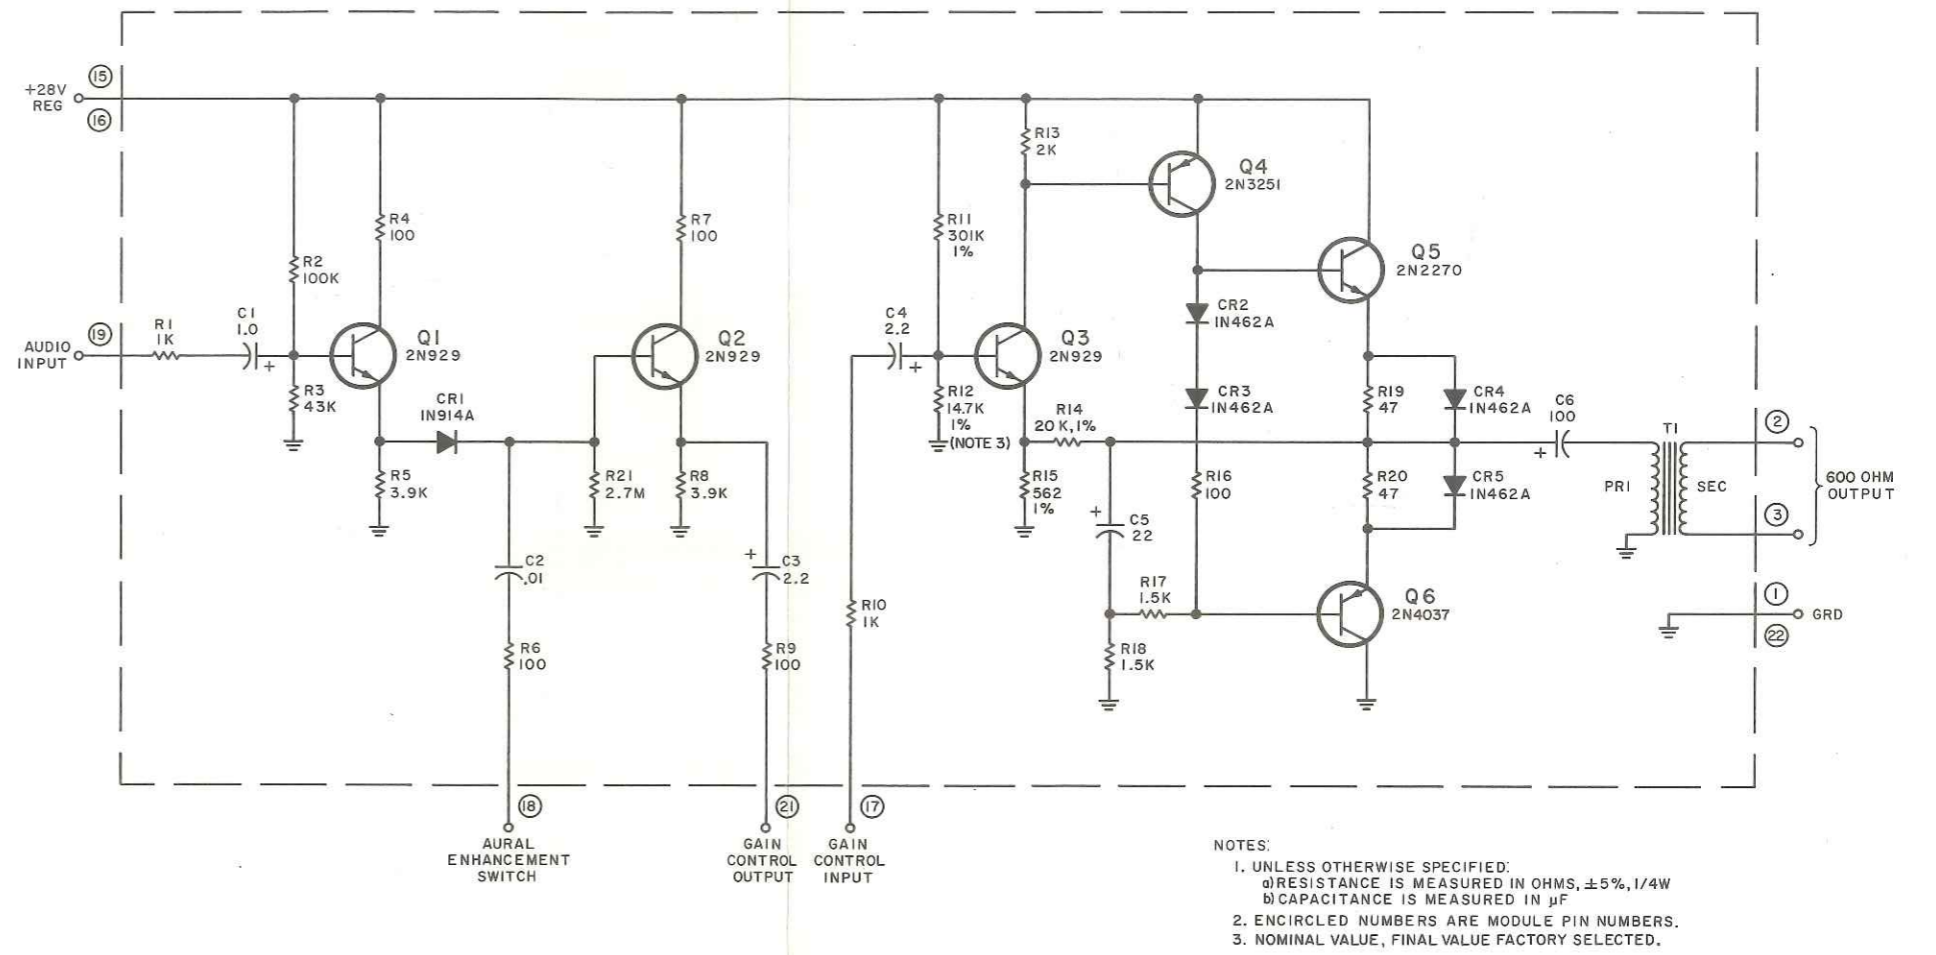 +28V
REG
15
16
R13
2K
Q4
2N3251
R4
100
R7
100
R11
301K
1%
R2
100K
Q5
2N2270
AUDIO
INPUT
19
R1
1K
C1
1.0
+
Q1
2N929
Q2
2N929
C4
2.2
+
Q3
2N929
CR2
1N462A
R3
43K
CR1
1N914A
R12
14.7K
1%
(NOTE 3)
R14
20K,1%
CR3
1N462A
R19
47
CR4
1N462A
C6
100
+
T1
2
R5
3.9K
R21
2.7M
R8
3.9K
R15
562
1%
R16
100
R20
47
CR5
1N462A
PRI
SEC
600 OHM
OUTPUT
3
+
C5
22
C2
.01
+
C3
2.2
R10
1K
R17
1.5K
Q6
2N4037
1
GRD
22
R6
100
R9
100
R18
1.5K
18
AURAL
ENHANCEMENT
SWITCH
21
GAIN
CONTROL
OUTPUT
17
GAIN
CONTROL
INPUT
NOTES:
1. UNLESS OTHERWISE SPECIFIED:
a) RESISTANCE IS MEASURED IN OHMS, ±5%, 1/4W
b) CAPACITANCE IS MEASURED IN µF
2. ENCIRCLED NUMBERS ARE MODULE PIN NUMBERS.
3. NOMINAL VALUE, FINAL VALUE FACTORY SELECTED.